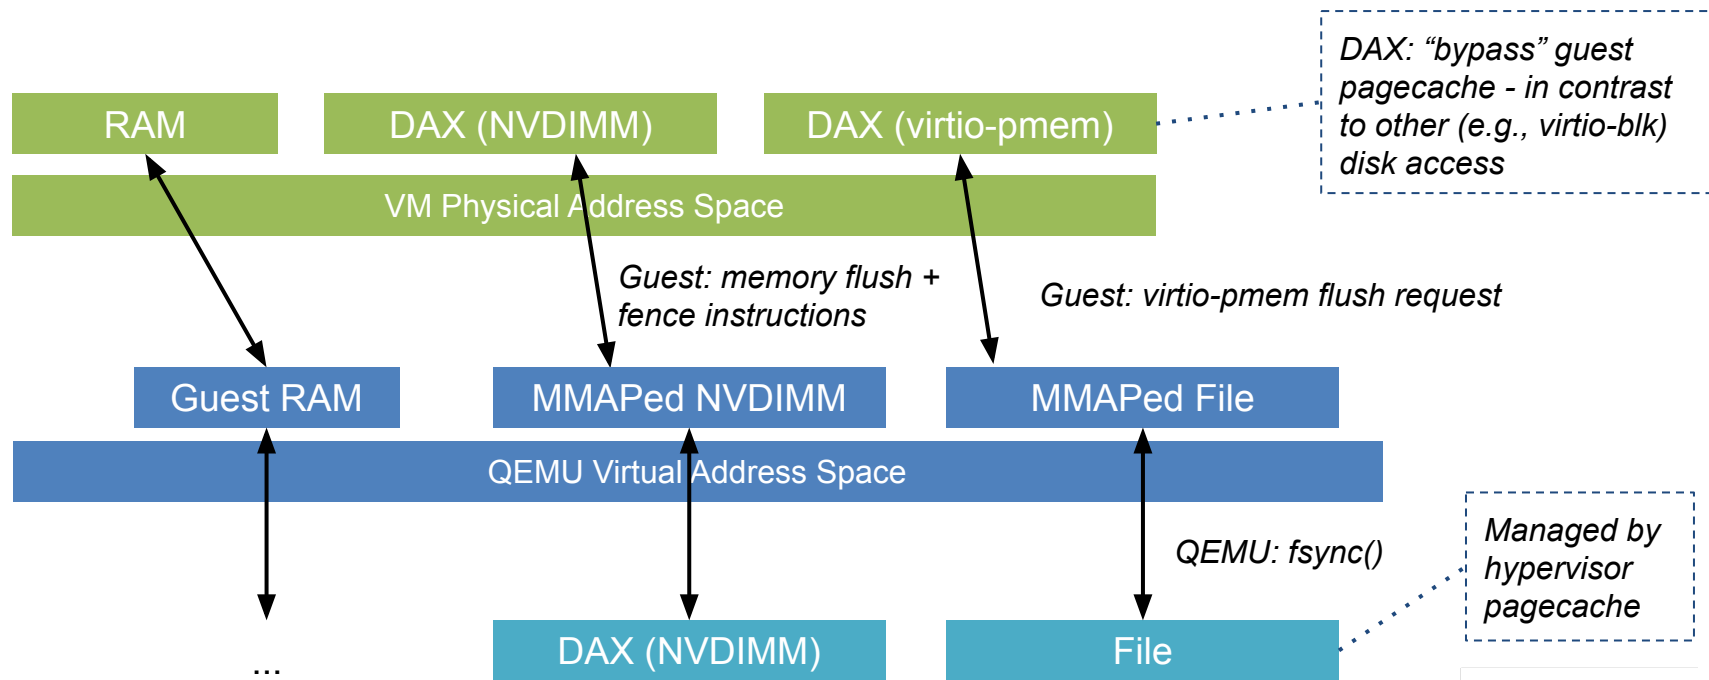 RAM
DAX (NVDIMM)
DAX (virtio-pmem)
DAX: “bypass” guest
pagecache - in contrast
to other (e.g., virtio-blk)
disk access
VM Physical Address Space
Guest: memory flush +
fence instructions
Guest: virtio-pmem flush request
Guest RAM
MMAPed NVDIMM
MMAPed File
QEMU Virtual Address Space
QEMU: fsync()
Managed by
hypervisor
pagecache
...
DAX (NVDIMM)
File